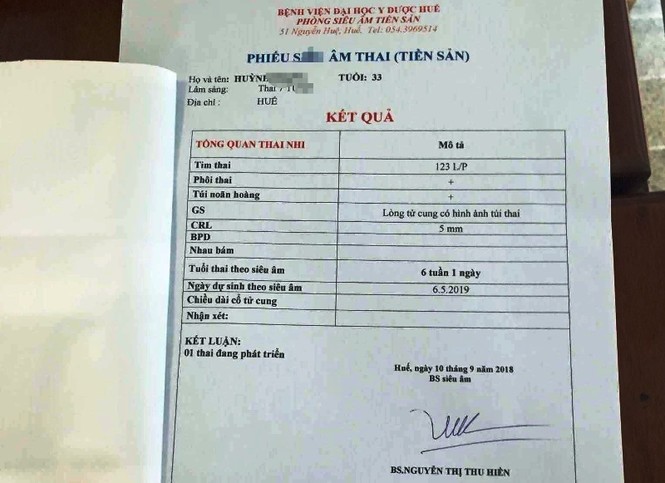 BỆNH VIỆN ĐẠI HỌC Y DƯỢC HUẾ
PHÒNG SIÊU ÂM TIỀN SẢN
51 Nguyễn Huệ, Huế. Tel: 054.3969514
PHIẾU S ÂM THAI (TIỀN SẢN)
Họ và tên: HUỲN TUỔI: 33
Lâm sàng: Thai 7
Địa chỉ : HUẾ
KẾT QUẢ
TỔNG QUAN THAI NHI Mô tả
Tim thai 123 L/P
Phôi thai +
Túi noãn hoàng +
GS Lòng tử cung có hình ảnh túi thai
CRL 5 mm
BPD
Nhau bám
Tuổi thai theo siêu âm 6 tuần 1 ngày
Ngày dự sinh theo siêu âm 6.5.2019
Chiều dài cổ tử cung
Nhận xét:
KẾT LUẬN:
01 thai đang phát triển
Huế, ngày 10 tháng 9 năm 2018
BS siêu âm
BS.NGUYỄN THỊ THU HIỀN